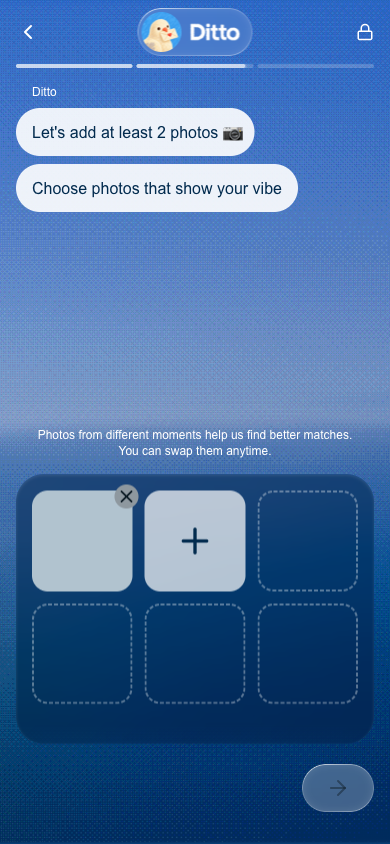 Ditto
Ditto
Let's add at least 2 photos 📷
Choose photos that show your vibe
Photos from different moments help us find better matches.
You can swap them anytime.